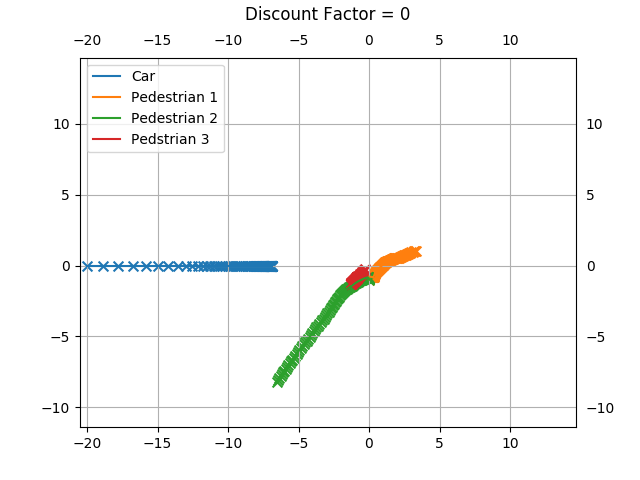 Discount Factor = 0
−20 −15 −10 −5 0 5 10
Car
Pedestrian 1
Pedestrian 2
Pedstrian 3
10 10
5 5
0 0
−5 −5
−10 −10
−20 −15 −10 −5 0 5 10